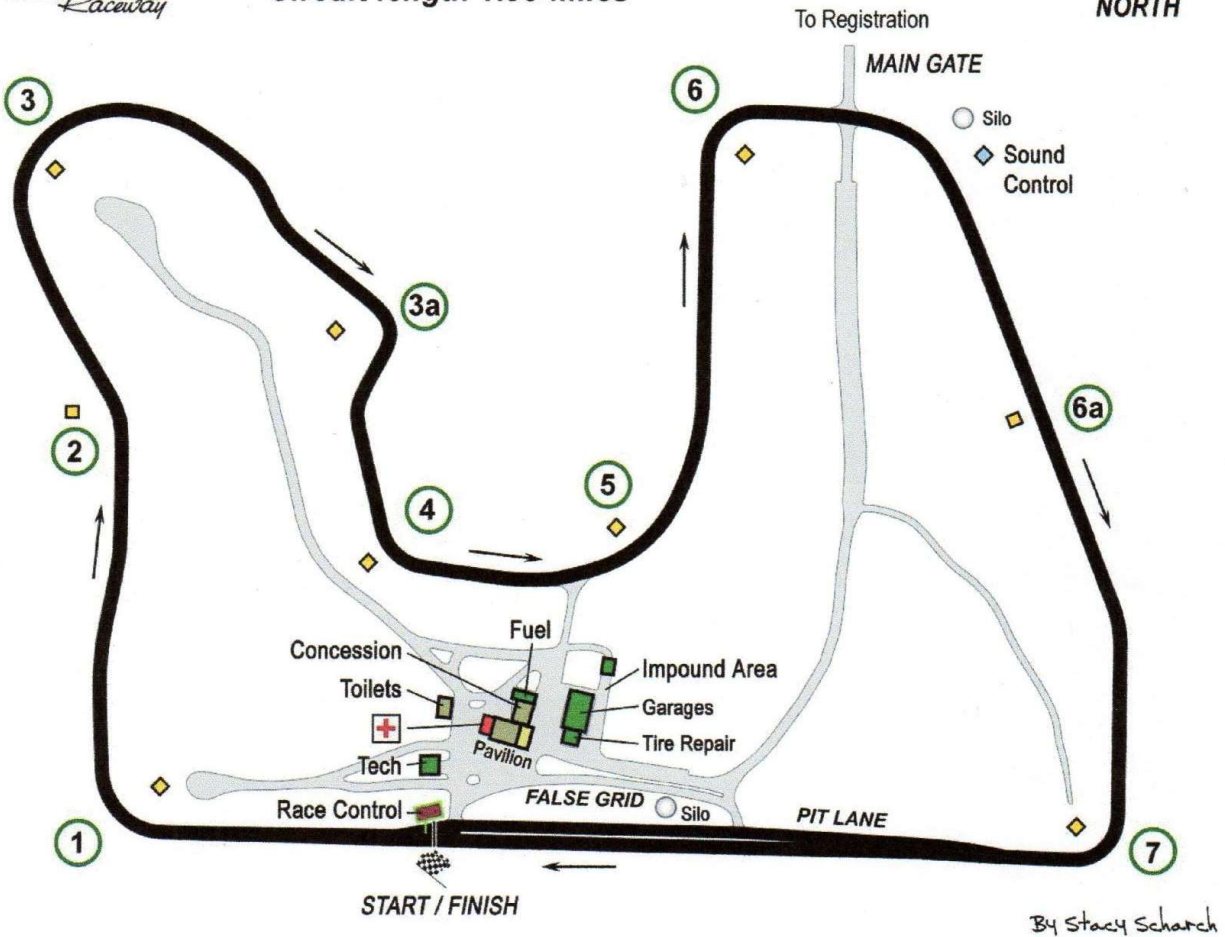 Raceway
NORTH
To Registration
MAIN GATE
3
6
Silo
Sound
Control
3a
6a
2
5
4
Fuel
Concession
Impound Area
Toilets
Garages
Tire Repair
Pavilion
Tech
FALSE GRID
Race Control
Silo
PIT LANE
1
7
START / FINISH
By Stacy Scharch